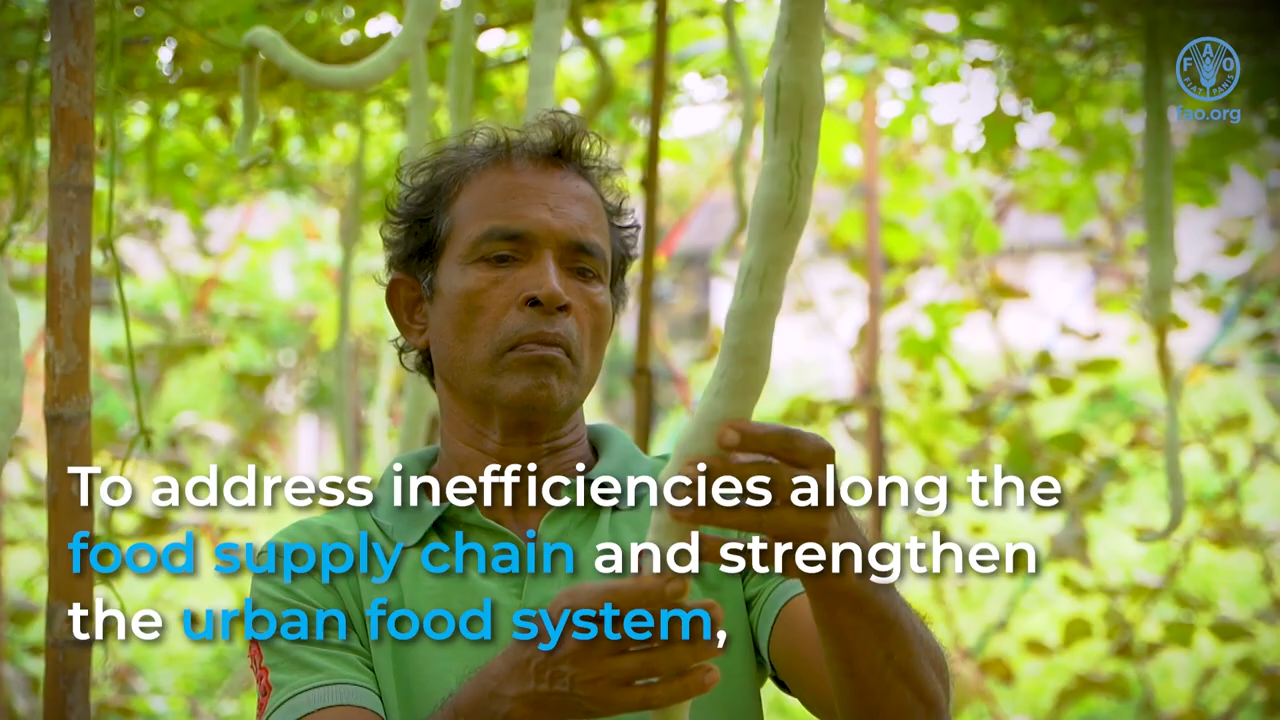 FAO
FIAT PANIS
fao.org
To address inefficiencies along the
food supply chain and strengthen
the urban food system,